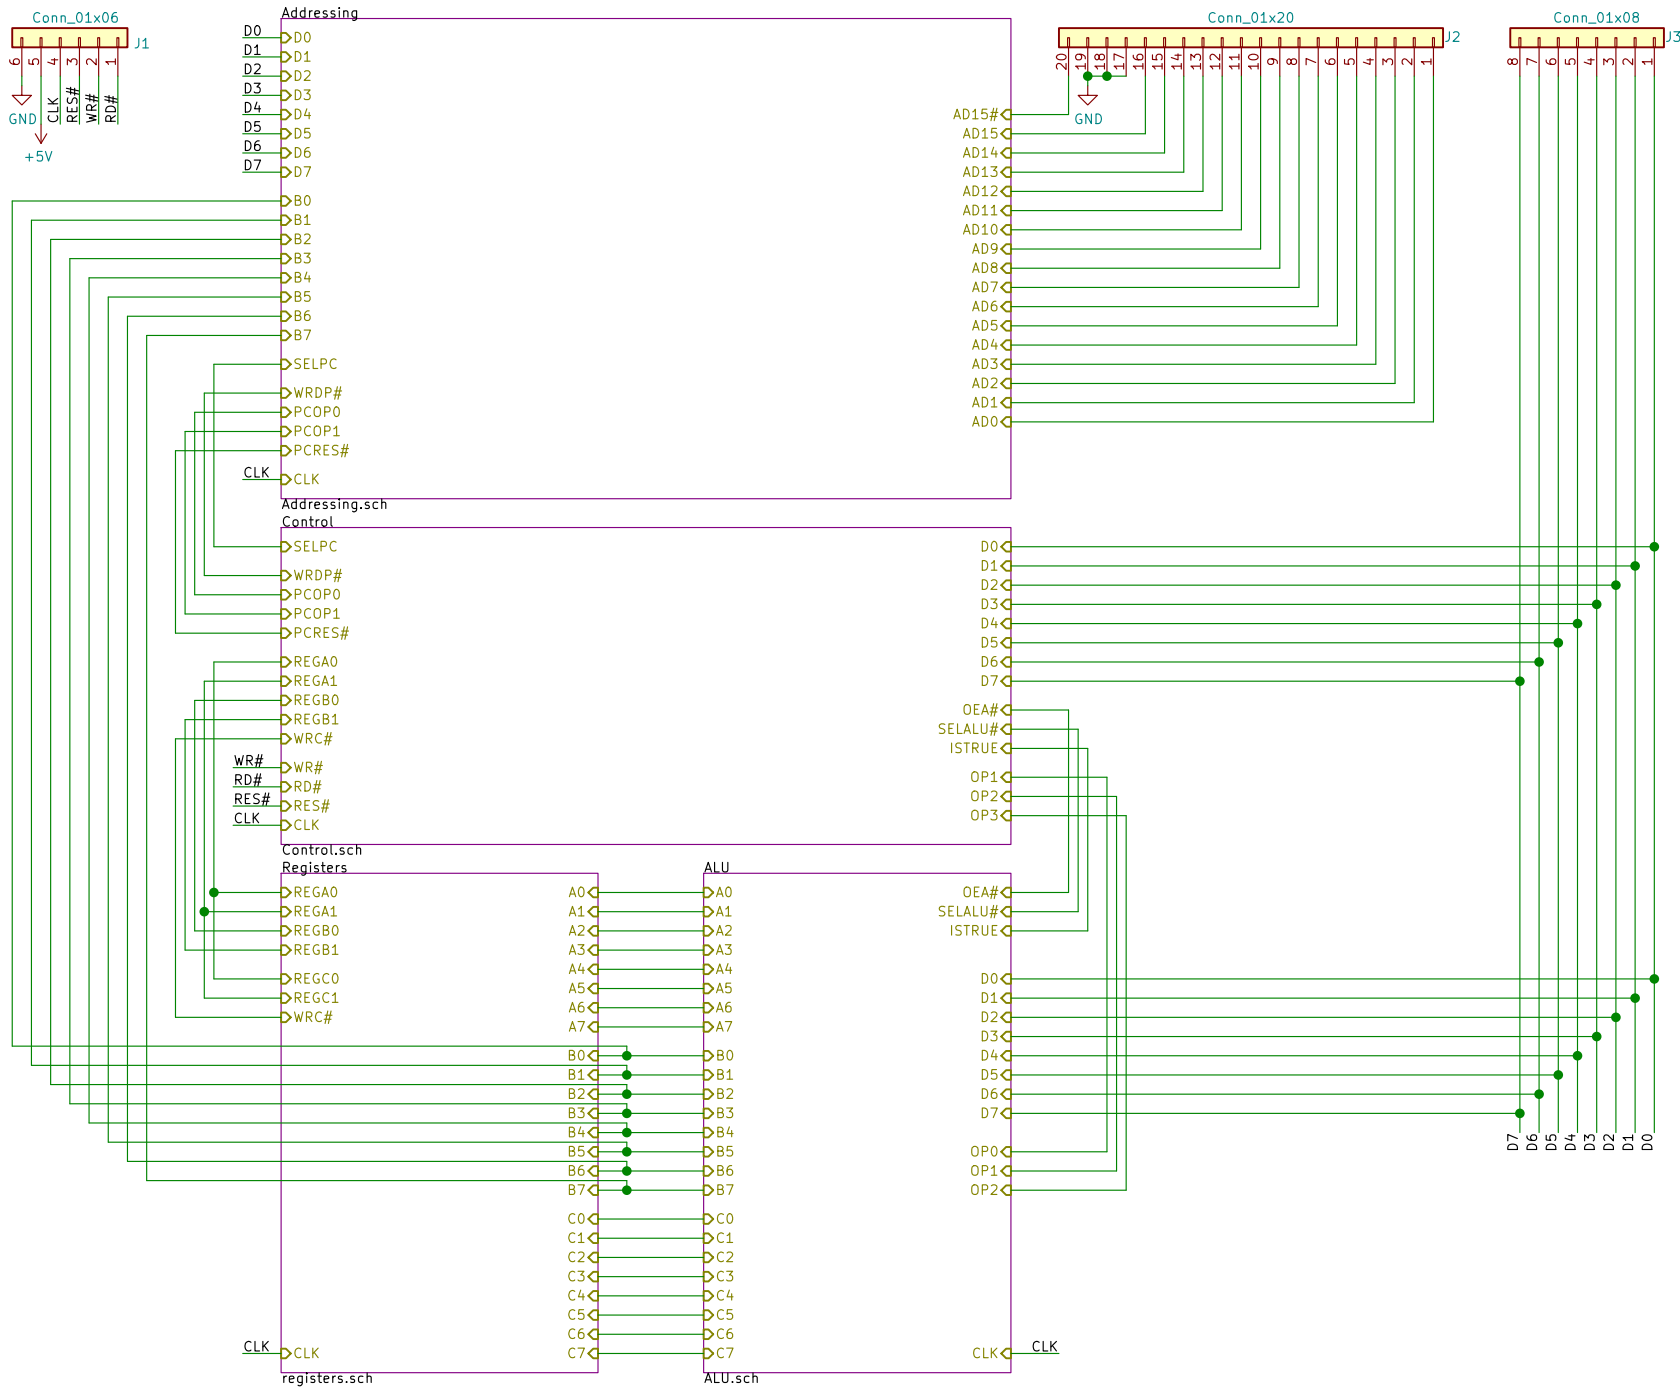 Conn_01x06
J1
6
5
4
3
2
1
GND
+5V
CLK
RES#
WR#
RD#
Addressing
D0
D1
D2
D3
D4
D5
D6
D7
D0
D1
D2
D3
D4
D5
D6
D7
B0
B1
B2
B3
B4
B5
B6
B7
SELPC
WRDP#
PCOP0
PCOP1
PCRES#
CLK
CLK
AD15#
AD15
AD14
AD13
AD12
AD11
AD10
AD9
AD8
AD7
AD6
AD5
AD4
AD3
AD2
AD1
AD0
Addressing.sch
Conn_01x20
J2
20
19
18
17
16
15
14
13
12
11
10
9
8
7
6
5
4
3
2
1
GND
Conn_01x08
J3
8
7
6
5
4
3
2
1
Control
SELPC
WRDP#
PCOP0
PCOP1
PCRES#
REGA0
REGA1
REGB0
REGB1
WRC#
WR#
WR#
RD#
RD#
RES#
RES#
CLK
CLK
D0
D1
D2
D3
D4
D5
D6
D7
OEA#
SELALU#
ISTRUE
OP1
OP2
OP3
Control.sch
Registers
REGA0
REGA1
REGB0
REGB1
REGC0
REGC1
WRC#
CLK
CLK
A0
A1
A2
A3
A4
A5
A6
A7
B0
B1
B2
B3
B4
B5
B6
B7
C0
C1
C2
C3
C4
C5
C6
C7
registers.sch
ALU
A0
A1
A2
A3
A4
A5
A6
A7
B0
B1
B2
B3
B4
B5
B6
B7
C0
C1
C2
C3
C4
C5
C6
C7
OEA#
SELALU#
ISTRUE
D0
D1
D2
D3
D4
D5
D6
D7
OP0
OP1
OP2
CLK
CLK
ALU.sch
D7
D6
D5
D4
D3
D2
D1
D0